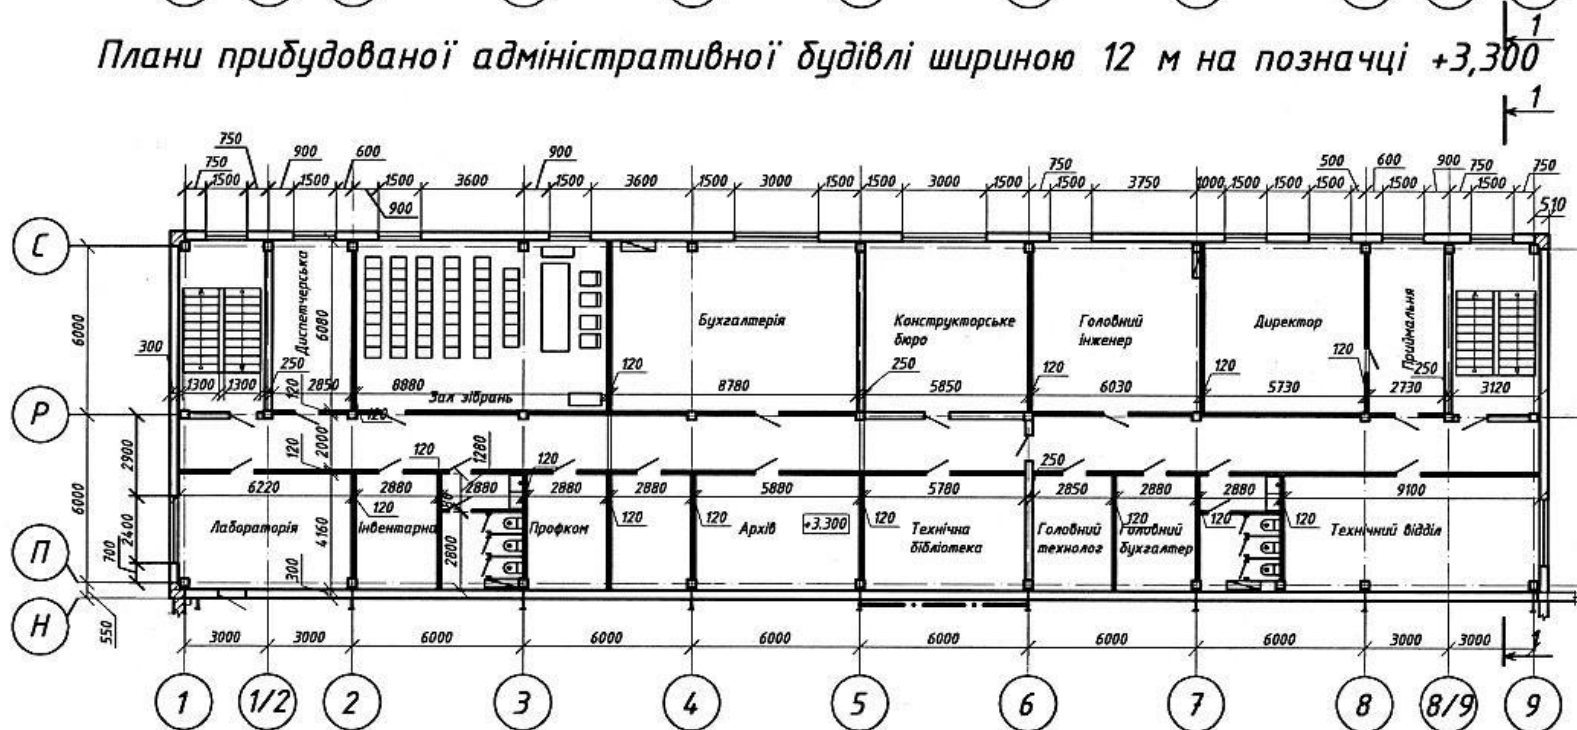 1
Плани прибудованої адміністративної будівлі шириною 12 м на позначці +3,300
1
750 900 600 900 750 500 600 900 750 750
750 1500 1500 1500 3600 1500 3600 1500 3000 1500 1500 3000 1500 1500 3750 1000 1500 1500 1500 1500 1500
900 510
С
6000
300
Диспетчерська
6080
Бухгалтерія
Конструкторське
бюро
Головний
інженер
Директор
Приймальня
120 250 120 120 120 250
250
1300 1300 2850 8880 8780 5850 6030 5730 2730 3120
120
Зал зібрань
Р
120
2900
120 2000 120 1280 120 250
6220 2880 2880 2880 2880 5880 5780 2850 2880 2880 9100
6000
2400
120 120 120 120 120 120 120
Лабораторія
Інвентарна
Профком
Архів
+3.300
Технічна
бібліотека
Головний
технолог
Головний
бухгалтер
Технічний відділ
4160
2800
700
300
П
Н
550
3000 3000 6000 6000 6000 6000 6000 6000 3000 3000
1
1 1/2 2 3 4 5 6 7 8 8/9 9